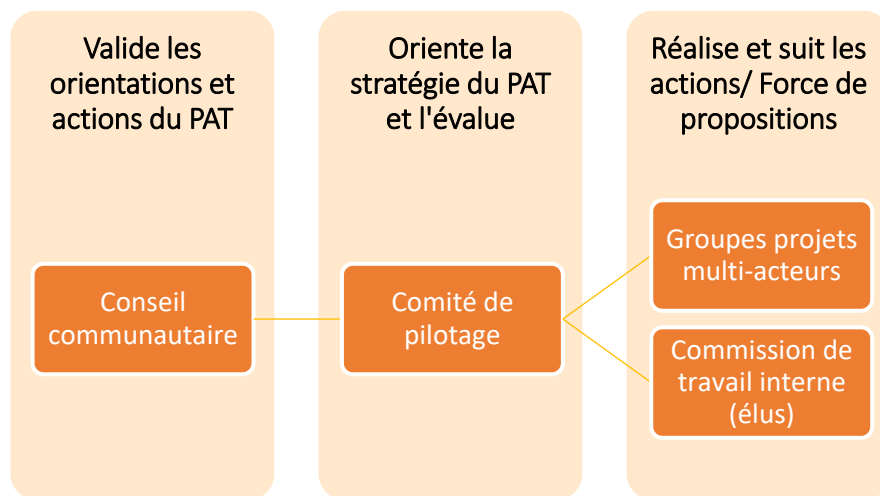 Valide les
orientations et
actions du PAT
Conseil
communautaire
Oriente la
stratégie du PAT
et l'évalue
Comité de
pilotage
Réalise et suit les
actions/ Force de
propositions
Groupes projets
multi-acteurs
Commission de
travail interne
(élus)